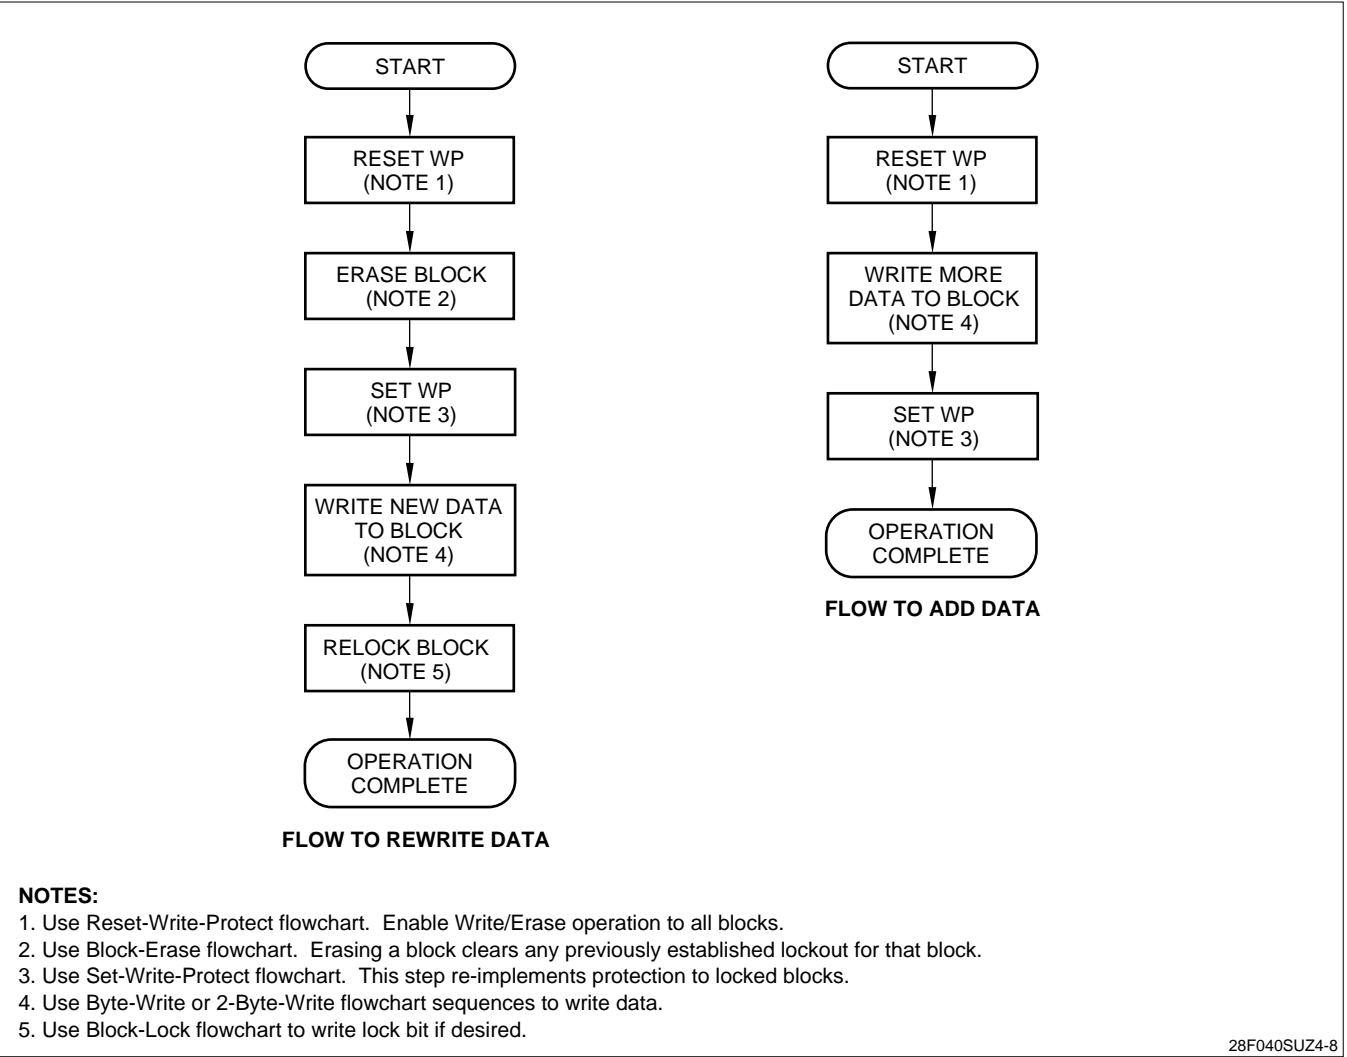 START
RESET WP
(NOTE 1)
ERASE BLOCK
(NOTE 2)
SET WP
(NOTE 3)
WRITE NEW DATA
TO BLOCK
(NOTE 4)
RELOCK BLOCK
(NOTE 5)
OPERATION
COMPLETE
FLOW TO REWRITE DATA
START
RESET WP
(NOTE 1)
WRITE MORE
DATA TO BLOCK
(NOTE 4)
SET WP
(NOTE 3)
OPERATION
COMPLETE
FLOW TO ADD DATA
NOTES:
1. Use Reset-Write-Protect flowchart. Enable Write/Erase operation to all blocks.
2. Use Block-Erase flowchart. Erasing a block clears any previously established lockout for that block.
3. Use Set-Write-Protect flowchart. This step re-implements protection to locked blocks.
4. Use Byte-Write or 2-Byte-Write flowchart sequences to write data.
5. Use Block-Lock flowchart to write lock bit if desired.
28F040SUZ4-8